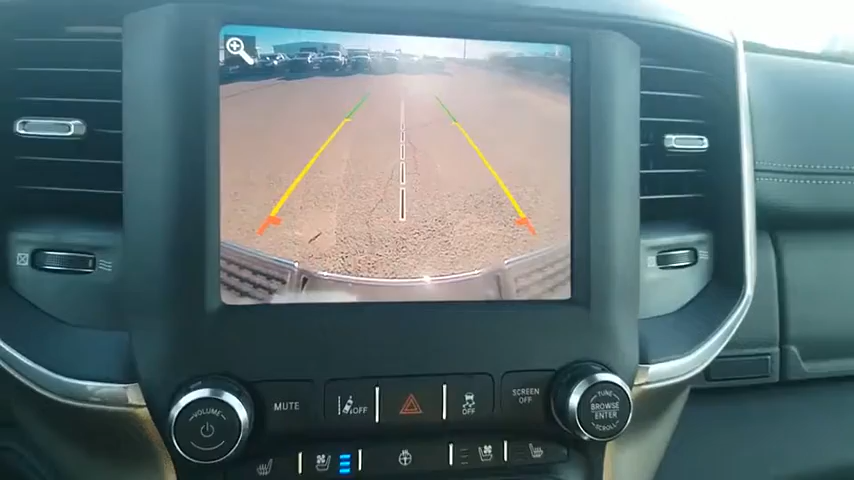 MUTE
OFF
OFF
SCREEN
OFF
VOLUME
TUNE
BROWSE
ENTER
SCROLL